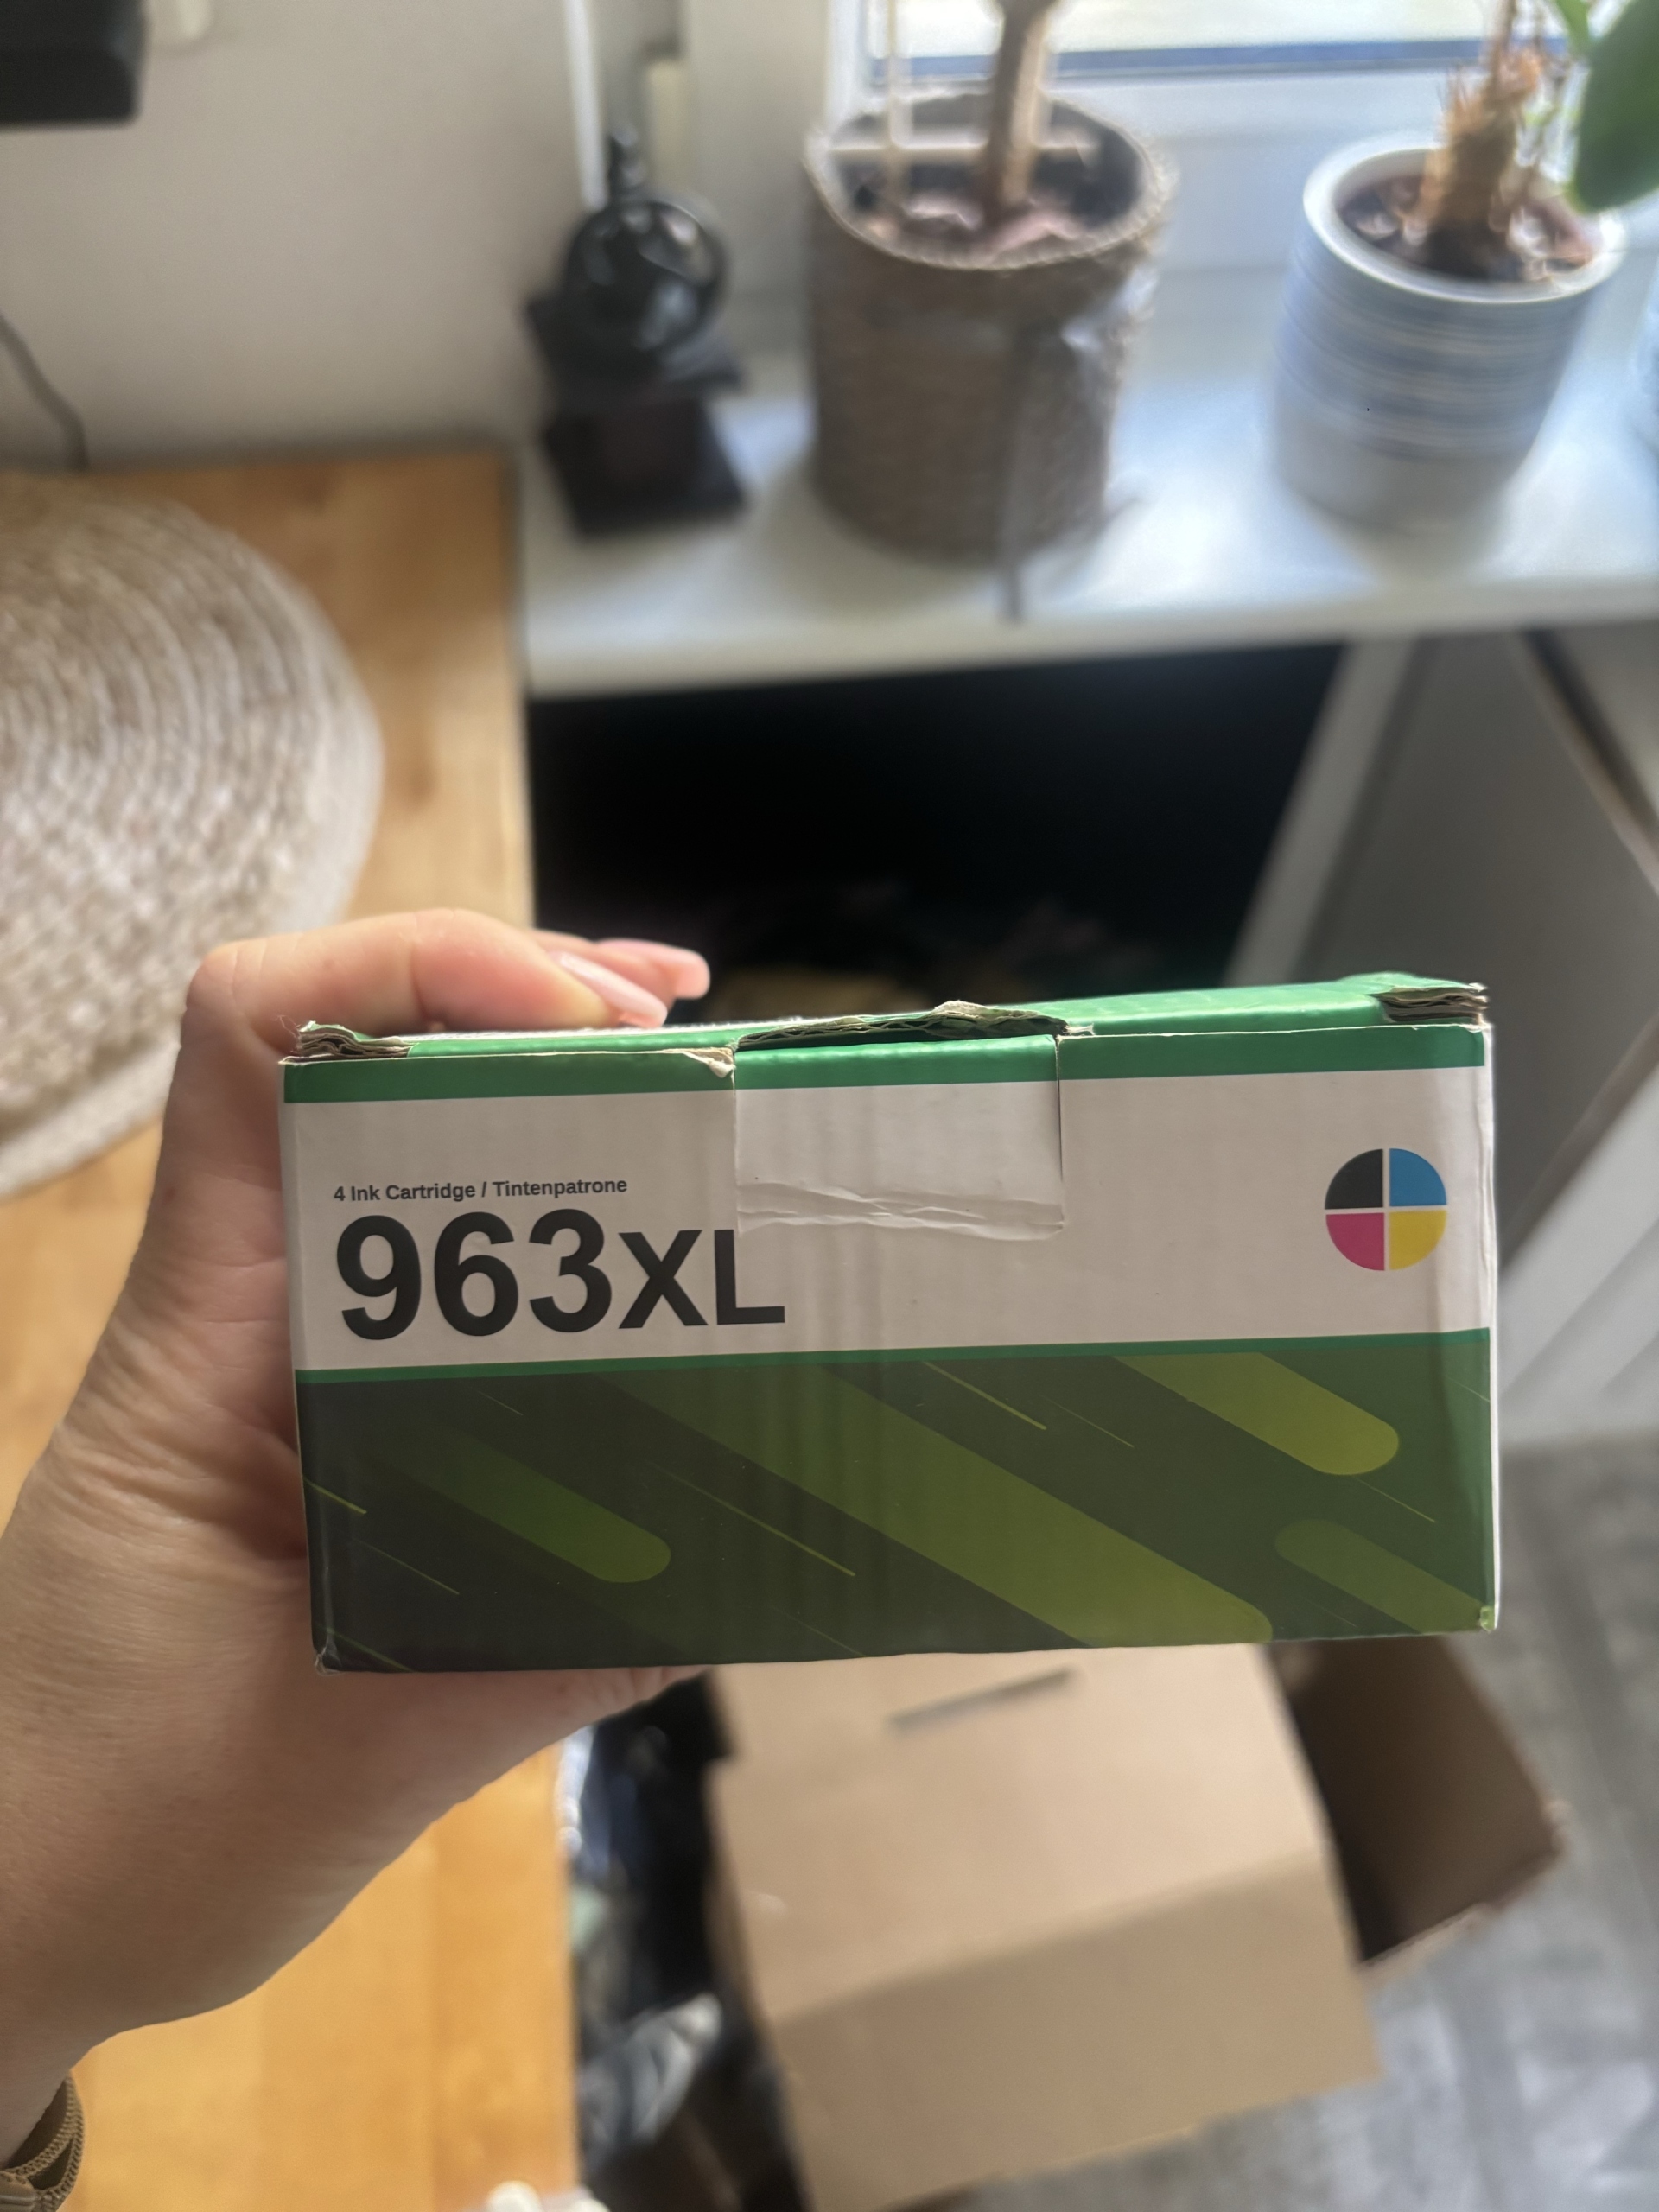 4 Ink Cartridge / Tintenpatrone
963XL